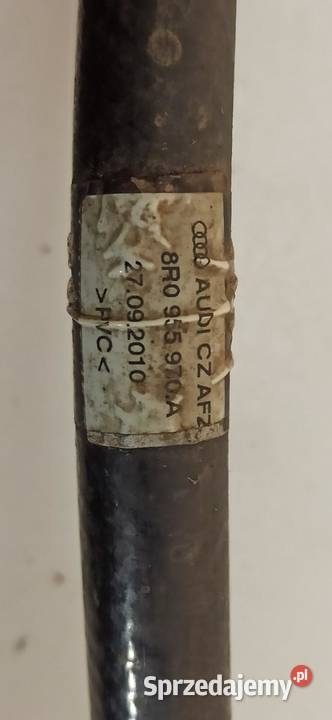 AUDI CZ AFZ
8R0 955 970.A
27.09.2010
>PVC<
Sprzedajemy.pl